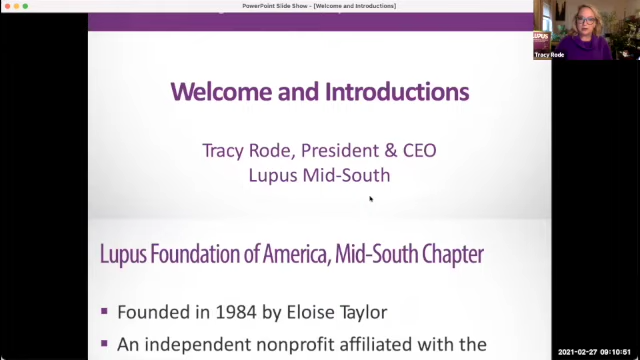 PowerPoint Slide Show - [Welcome and Introductions]
Welcome and Introductions
Tracy Rode, President & CEO
Lupus Mid-South
Lupus Foundation of America, Mid-South Chapter
▪ Founded in 1984 by Eloise Taylor
▪ An independent nonprofit affiliated with the
LUPUS
Tracy Rode
2021-02-27 09:10:51